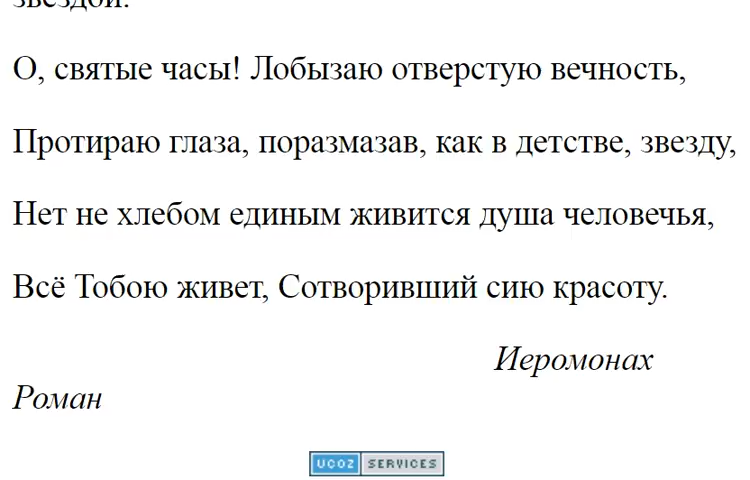 звездой.
О, святые часы! Лобызаю отверстую вечность,
Протираю глаза, поразмазав, как в детстве, звезду,
Нет не хлебом единым живится душа человечья,
Всё Тобою живет, Сотворивший сию красоту.
Иеромонах
Роман
UCOZ SERVICES